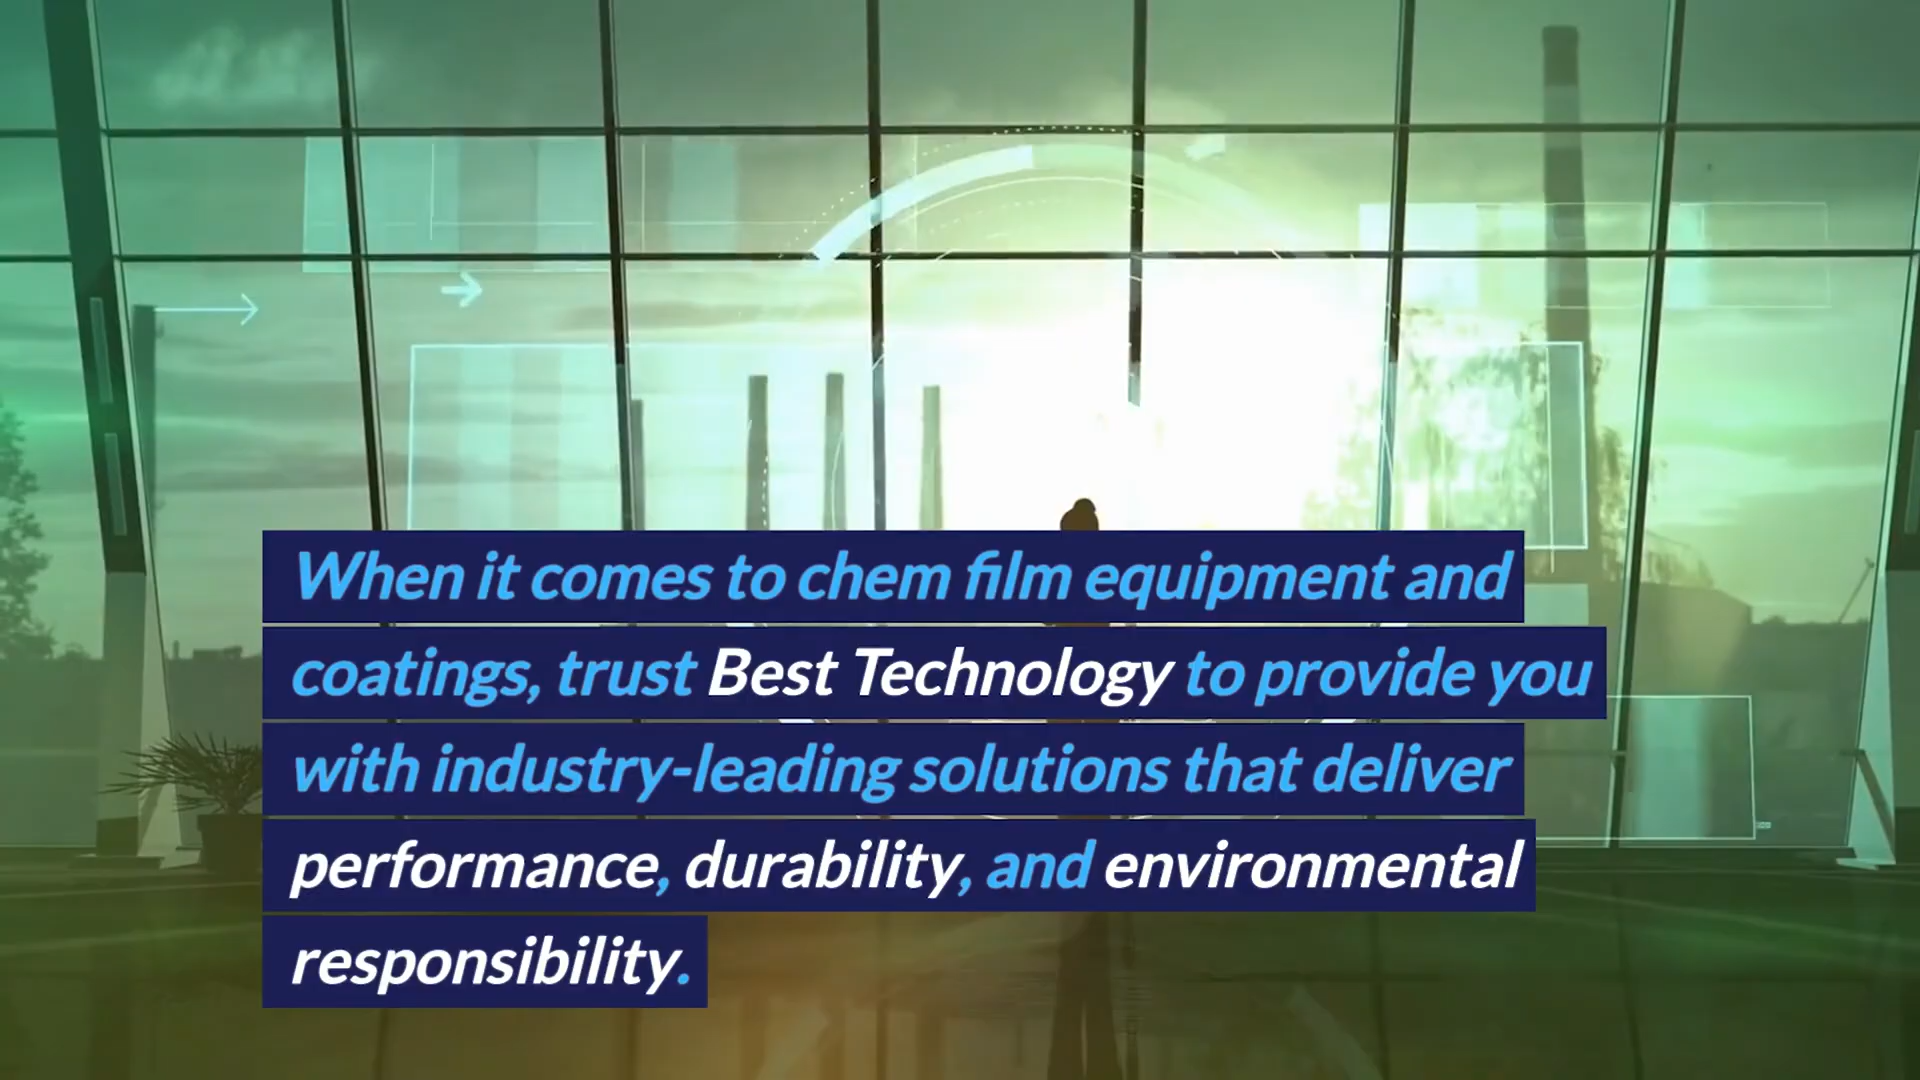 When it comes to chem film equipment and
coatings, trust Best Technology to provide you
with industry-leading solutions that deliver
performance, durability, and environmental
responsibility.